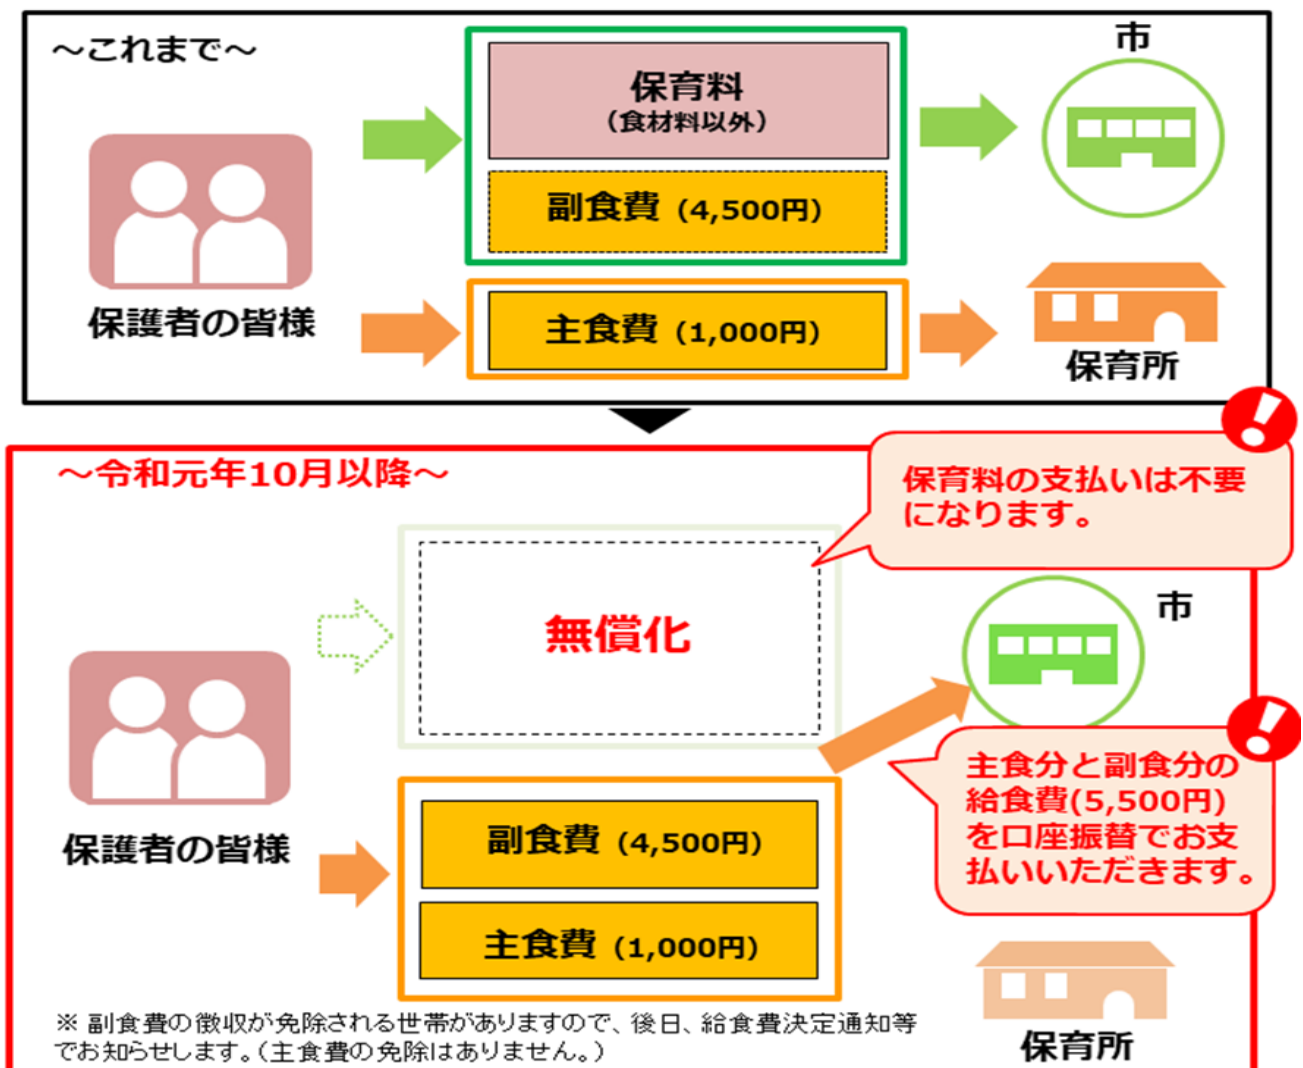 ～これまで～
市
保育料
（食材料以外）
副食費（4,500円）
保護者の皆様
主食費（1,000円）
保育所
～令和元年10月以降～
保育料の支払いは不要
になります。
無償化
市
主食分と副食分の
給食費(5,500円)
を口座振替でお支
払いいただきます。
保護者の皆様
副食費（4,500円）
主食費（1,000円）
※ 副食費の徴収が免除される世帯がありますので、後日、給食費決定通知等
でお知らせします。（主食費の免除はありません。）
保育所